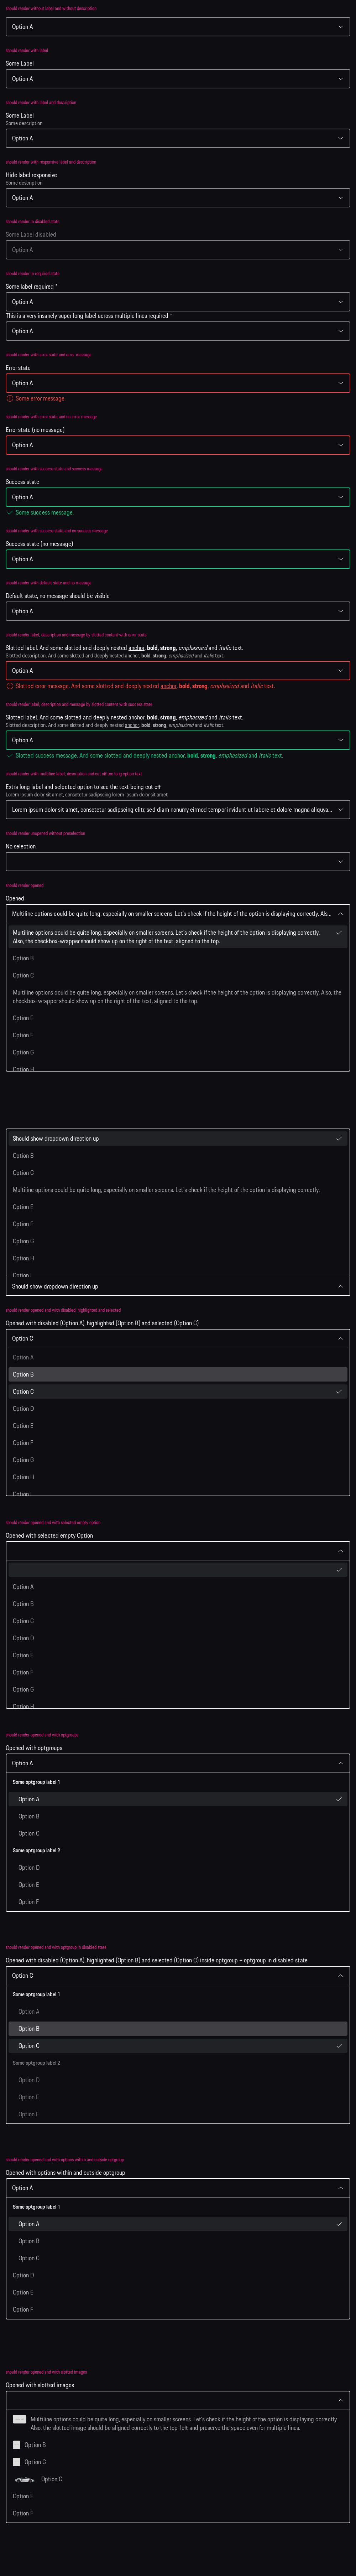 should render without label and without description
Option A
should render with label
Some Label
Option A
should render with label and description
Some Label
Some description
Option A
should render with responsive label and description
Hide label responsive
Some description
Option A
should render in disabled state
Some Label disabled
Option A
should render in required state
Some label required *
Option A
This is a very insanely super long label across multiple lines required *
Option A
should render with error state and error message
Error state
Option A
Some error message.
should render with error state and no error message
Error state (no message)
Option A
should render with success state and success message
Success state
Option A
Some success message.
should render with success state and no success message
Success state (no message)
Option A
should render with default state and no message
Default state, no message should be visible
Option A
should render label, description and message by slotted content with error state
Slotted label. And some slotted and deeply nested anchor, bold, strong, emphasized and italic text.
Slotted description. And some slotted and deeply nested anchor, bold, strong, emphasized and italic text.
Option A
Slotted error message. And some slotted and deeply nested anchor, bold, strong, emphasized and italic text.
should render label, description and message by slotted content with success state
Slotted label. And some slotted and deeply nested anchor, bold, strong, emphasized and italic text.
Slotted description. And some slotted and deeply nested anchor, bold, strong, emphasized and italic text.
Option A
Slotted success message. And some slotted and deeply nested anchor, bold, strong, emphasized and italic text.
should render with multiline label, description and cut off too long option text
Extra long label and selected option to see the text being cut off
Lorem ipsum dolor sit amet, consetetur sadipscing lorem ipsum dolor sit amet
Lorem ipsum dolor sit amet, consetetur sadipscing elitr, sed diam nonumy eirmod tempor invidunt ut labore et dolore magna aliquya...
should render unopened without preselection
No selection
should render opened
Opened
Multiline options could be quite long, especially on smaller screens. Let's check if the height of the option is displaying correctly. Als...
Multiline options could be quite long, especially on smaller screens. Let's check if the height of the option is displaying correctly.
Also, the checkbox-wrapper should show up on the right of the text, aligned to the top.
Option B
Option C
Multiline options could be quite long, especially on smaller screens. Let's check if the height of the option is displaying correctly. Also, the
checkbox-wrapper should show up on the right of the text, aligned to the top.
Option E
Option F
Option G
Option H
Should show dropdown direction up
Option B
Option C
Multiline options could be quite long, especially on smaller screens. Let's check if the height of the option is displaying correctly.
Option E
Option F
Option G
Option H
Option I
Should show dropdown direction up
should render opened and with disabled, highlighted and selected
Opened with disabled (Option A), highlighted (Option B) and selected (Option C)
Option C
Option A
Option B
Option C
Option D
Option E
Option F
Option G
Option H
Option I
should render opened and with selected empty option
Opened with selected empty Option
Option A
Option B
Option C
Option D
Option E
Option F
Option G
Option H
should render opened and with optgroups
Opened with optgroups
Option A
Some optgroup label 1
Option A
Option B
Option C
Some optgroup label 2
Option D
Option E
Option F
should render opened and with optgroup in disabled state
Opened with disabled (Option A), highlighted (Option B) and selected (Option C) inside optgroup + optgroup in disabled state
Option C
Some optgroup label 1
Option A
Option B
Option C
Some optgroup label 2
Option D
Option E
Option F
should render opened and with options within and outside optgroup
Opened with options within and outside optgroup
Option A
Some optgroup label 1
Option A
Option B
Option C
Option D
Option E
Option F
should render opened and with slotted images
Opened with slotted images
Multiline options could be quite long, especially on smaller screens. Let's check if the height of the option is displaying correctly.
Also, the slotted image should be aligned correctly to the top-left and preserve the space even for multiple lines.
Option B
Option C
Option C
Option E
Option F